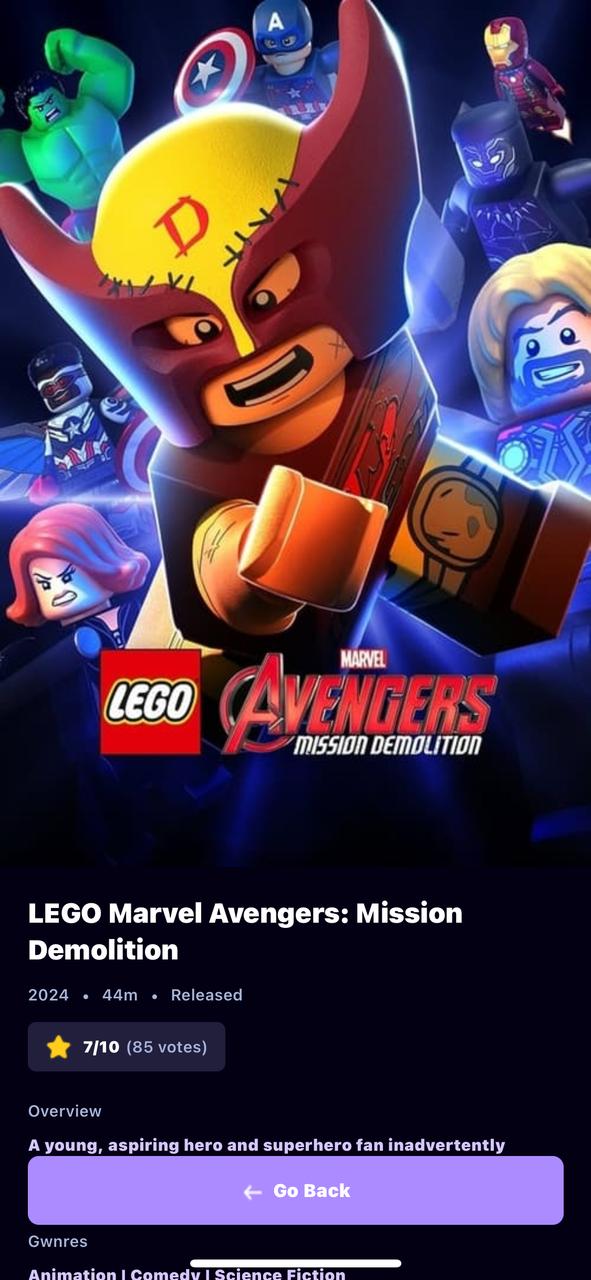 A
D
LEGO
MARVEL
AVENGERS
MISSION DEMOLITION
LEGO Marvel Avengers: Mission
Demolition
2024 • 44m • Released
7/10 (85 votes)
Overview
A young, aspiring hero and superhero fan inadvertently
← Go Back
Gwnres
Animation | Comedy | Science Fiction